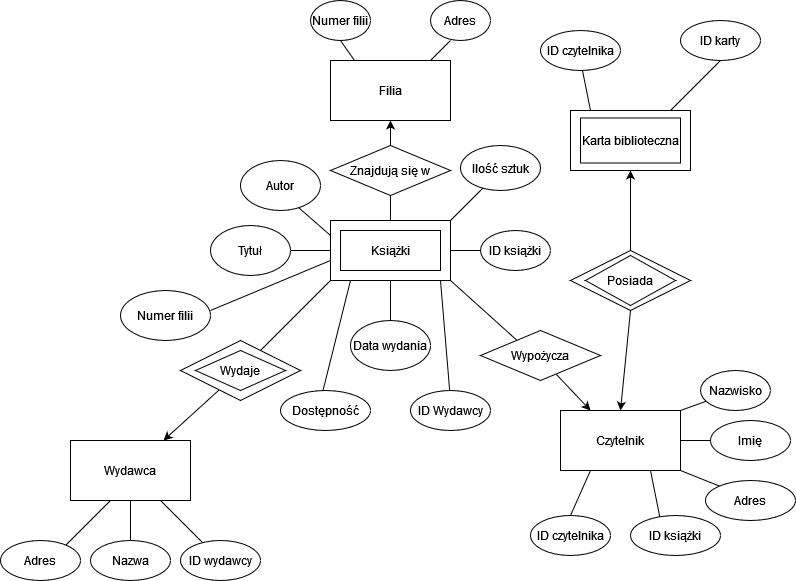 Numer filii
Adres
ID karty
ID czytelnika
Filia
Karta biblioteczna
Znajdują się w
Ilość sztuk
Autor
Tytuł
Książki
ID książki
Posiada
Numer filii
Data wydania
Wypożycza
Wydaje
Nazwisko
Dostępność
ID Wydawcy
Czytelnik
Imię
Wydawca
Adres
ID czytelnika
ID książki
Adres
Nazwa
ID wydawcy